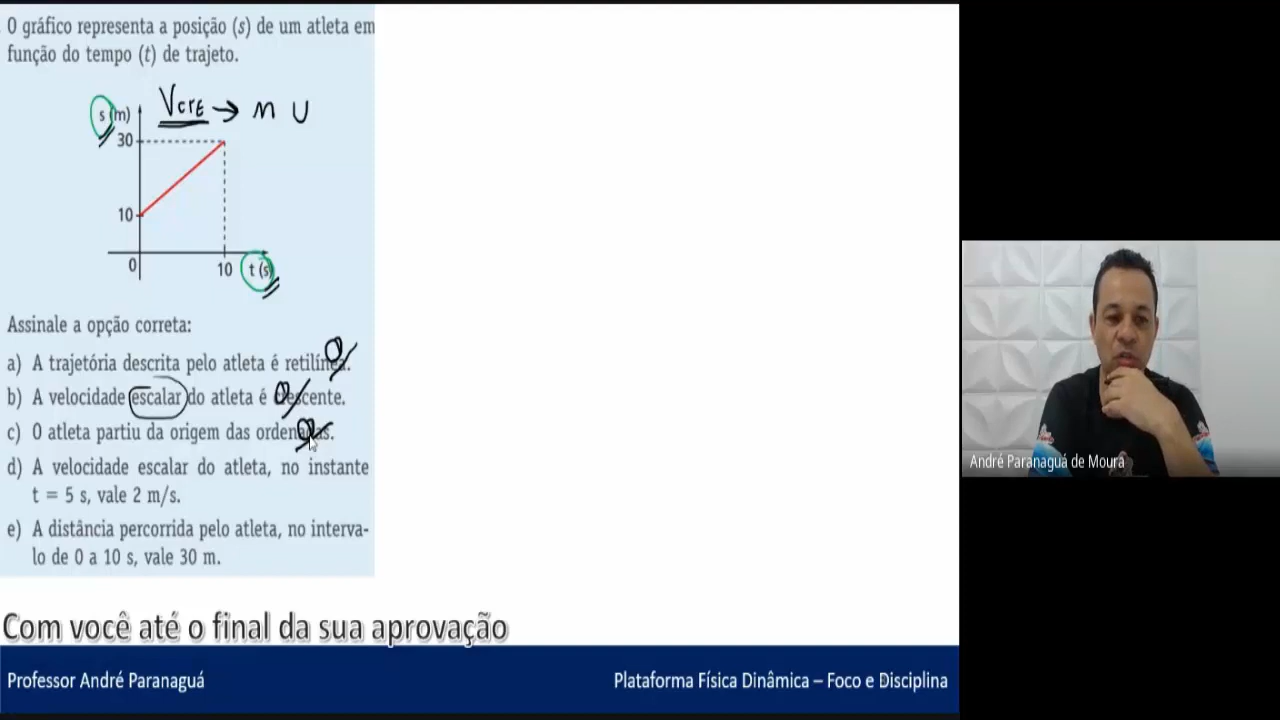 O gráfico representa a posição (s) de um atleta em
função do tempo (t) de trajeto.
s (m)
Vcte → M U
30
10
0
10
t (s)
Assinale a opção correta:
a) A trajetória descrita pelo atleta é retilínea.
b) A velocidade escalar do atleta é crescente.
c) O atleta partiu da origem das ordenadas.
d) A velocidade escalar do atleta, no instante
t = 5 s, vale 2 m/s.
e) A distância percorrida pelo atleta, no interva-
lo de 0 a 10 s, vale 30 m.
Com você até o final da sua aprovação
Professor André Paranaguá
Plataforma Física Dinâmica – Foco e Disciplina
André Paranaguá de Moura